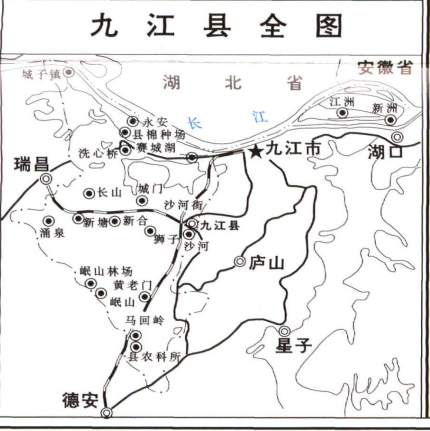 九江县全图
城子镇
湖北省
安徽省
长江
江洲
新洲
永安
县棉种场
赛城湖
洗心桥
九江市
湖口
瑞昌
长山
城门
沙河街
涌泉
新塘
新合
九江县
狮子
沙河
庐山
岷山林场
黄老门
岷山
马回岭
星子
县农科所
德安